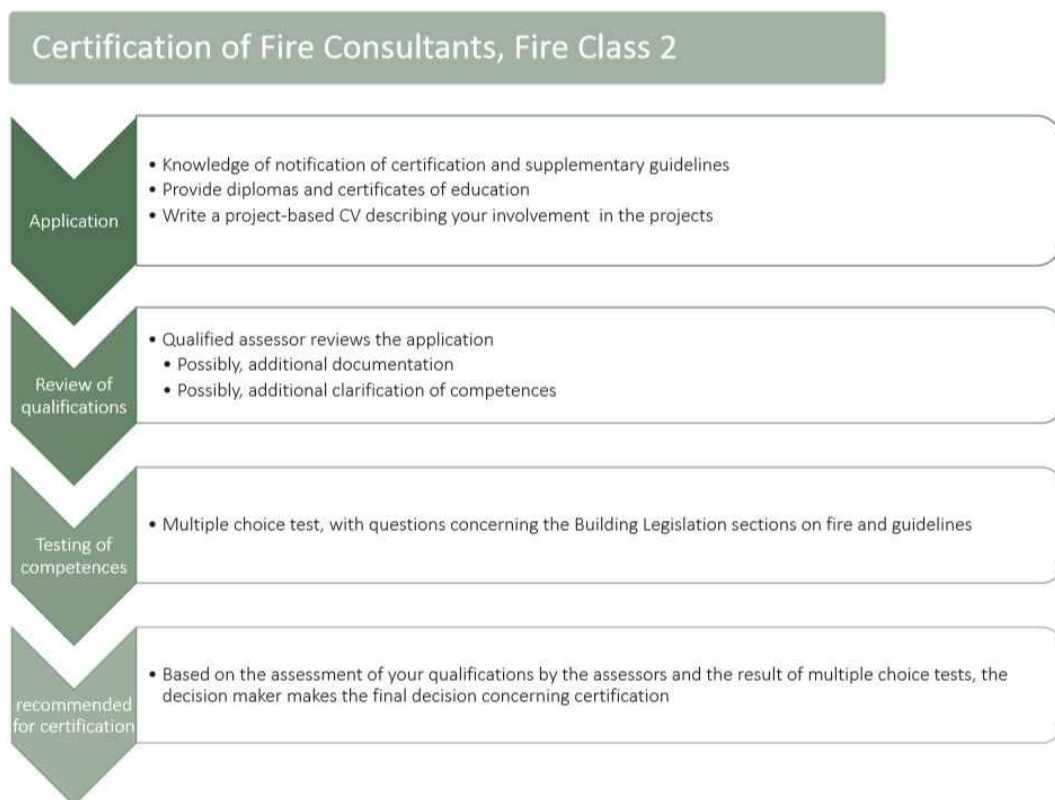 Certification of Fire Consultants, Fire Class 2
Application
• Knowledge of notification of certification and supplementary guidelines
• Provide diplomas and certificates of education
• Write a project-based CV describing your involvement in the projects
Review of
qualifications
• Qualified assessor reviews the application
• Possibly, additional documentation
• Possibly, additional clarification of competences
Testing of
competences
• Multiple choice test, with questions concerning the Building Legislation sections on fire and guidelines
recommended
for certification
• Based on the assessment of your qualifications by the assessors and the result of multiple choice tests, the
decision maker makes the final decision concerning certification